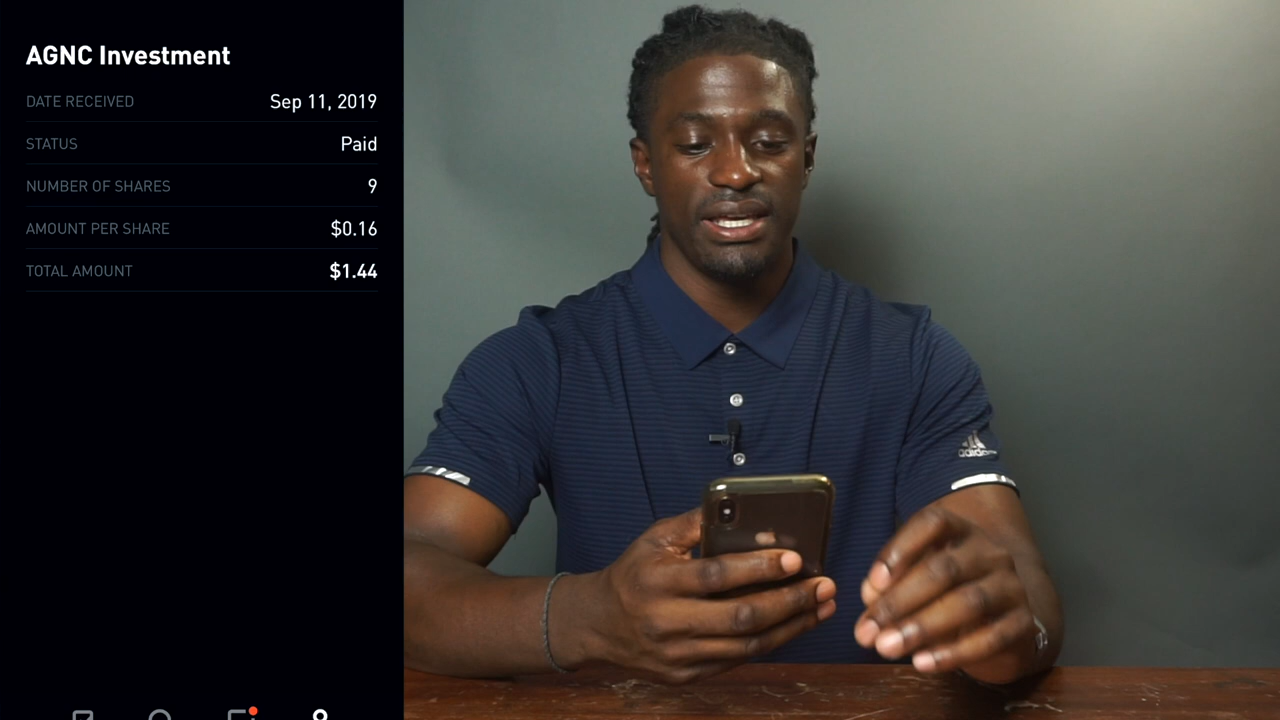 AGNC Investment
DATE RECEIVED Sep 11, 2019
STATUS Paid
NUMBER OF SHARES 9
AMOUNT PER SHARE $0.16
TOTAL AMOUNT $1.44
adidas